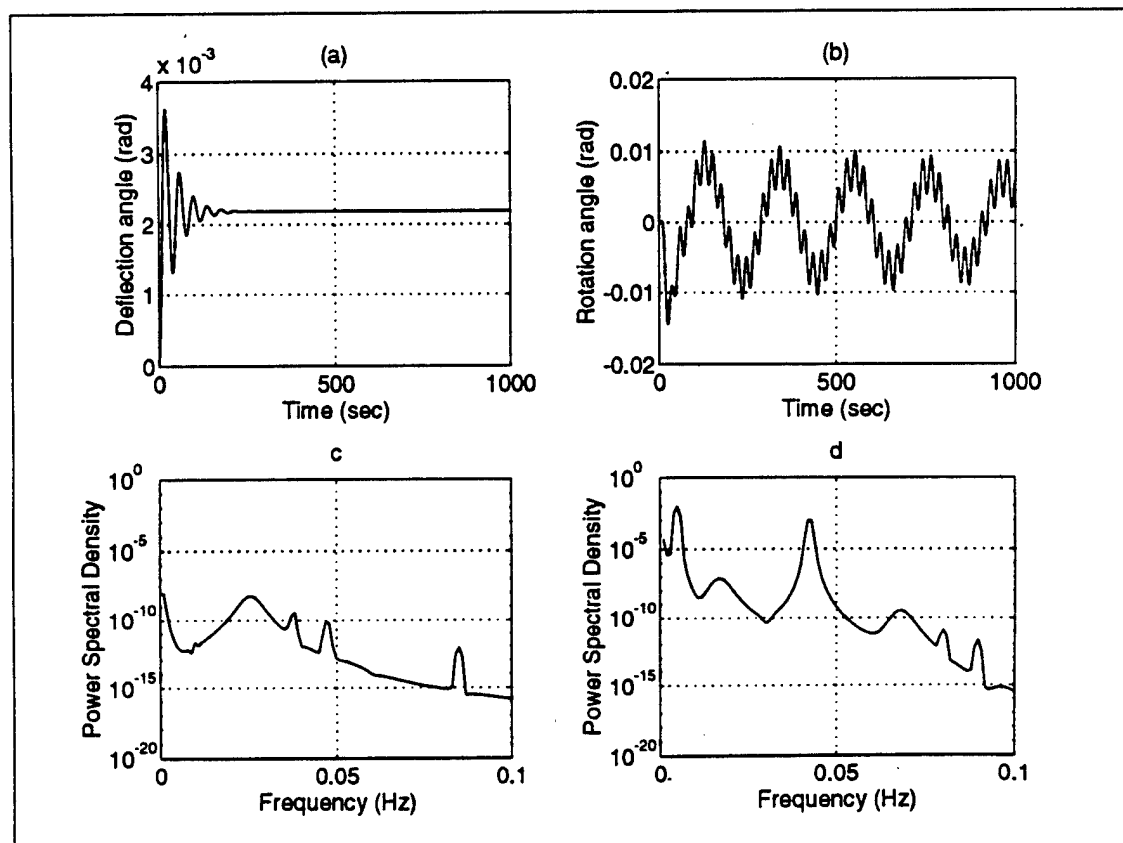 (a)
x 10^-3
4
3
2
1
0
Deflection angle (rad)
0 500 1000
Time (sec)
(b)
0.02
0.01
0
-0.01
-0.02
Rotation angle (rad)
0 500 1000
Time (sec)
c
10^0
10^-5
10^-10
10^-15
10^-20
Power Spectral Density
0 0.05 0.1
Frequency (Hz)
d
10^0
10^-5
10^-10
10^-15
10^-20
Power Spectral Density
0. 0.05 0.1
Frequency (Hz)